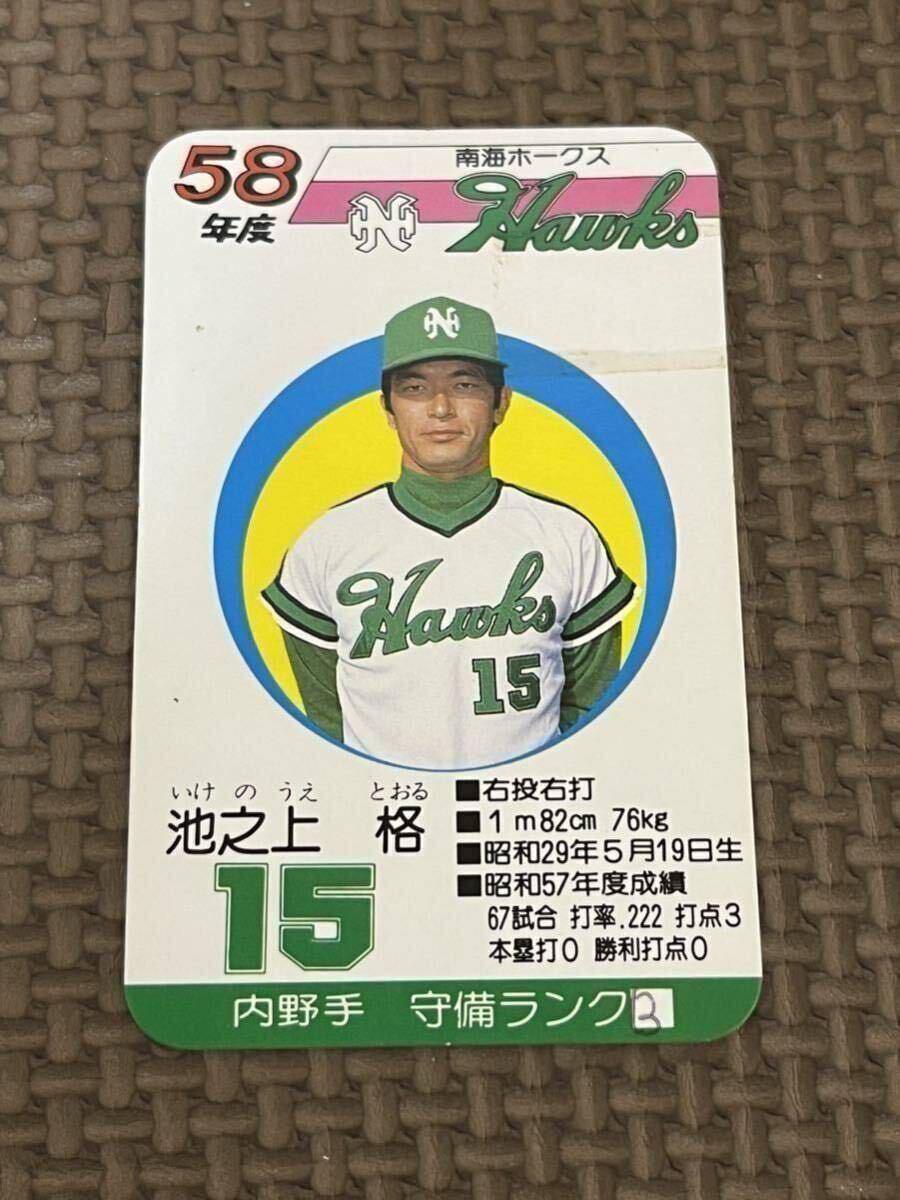 58
年度
南海ホークス
NH
Hawks
NH
Hawks
15
いけ の うえ とおる
池之上 格
15
■右投右打
■1m82cm 76kg
■昭和29年5月19日生
■昭和57年度成績
67試合 打率.222 打点3
本塁打0 勝利打点0
内野手 守備ランクB